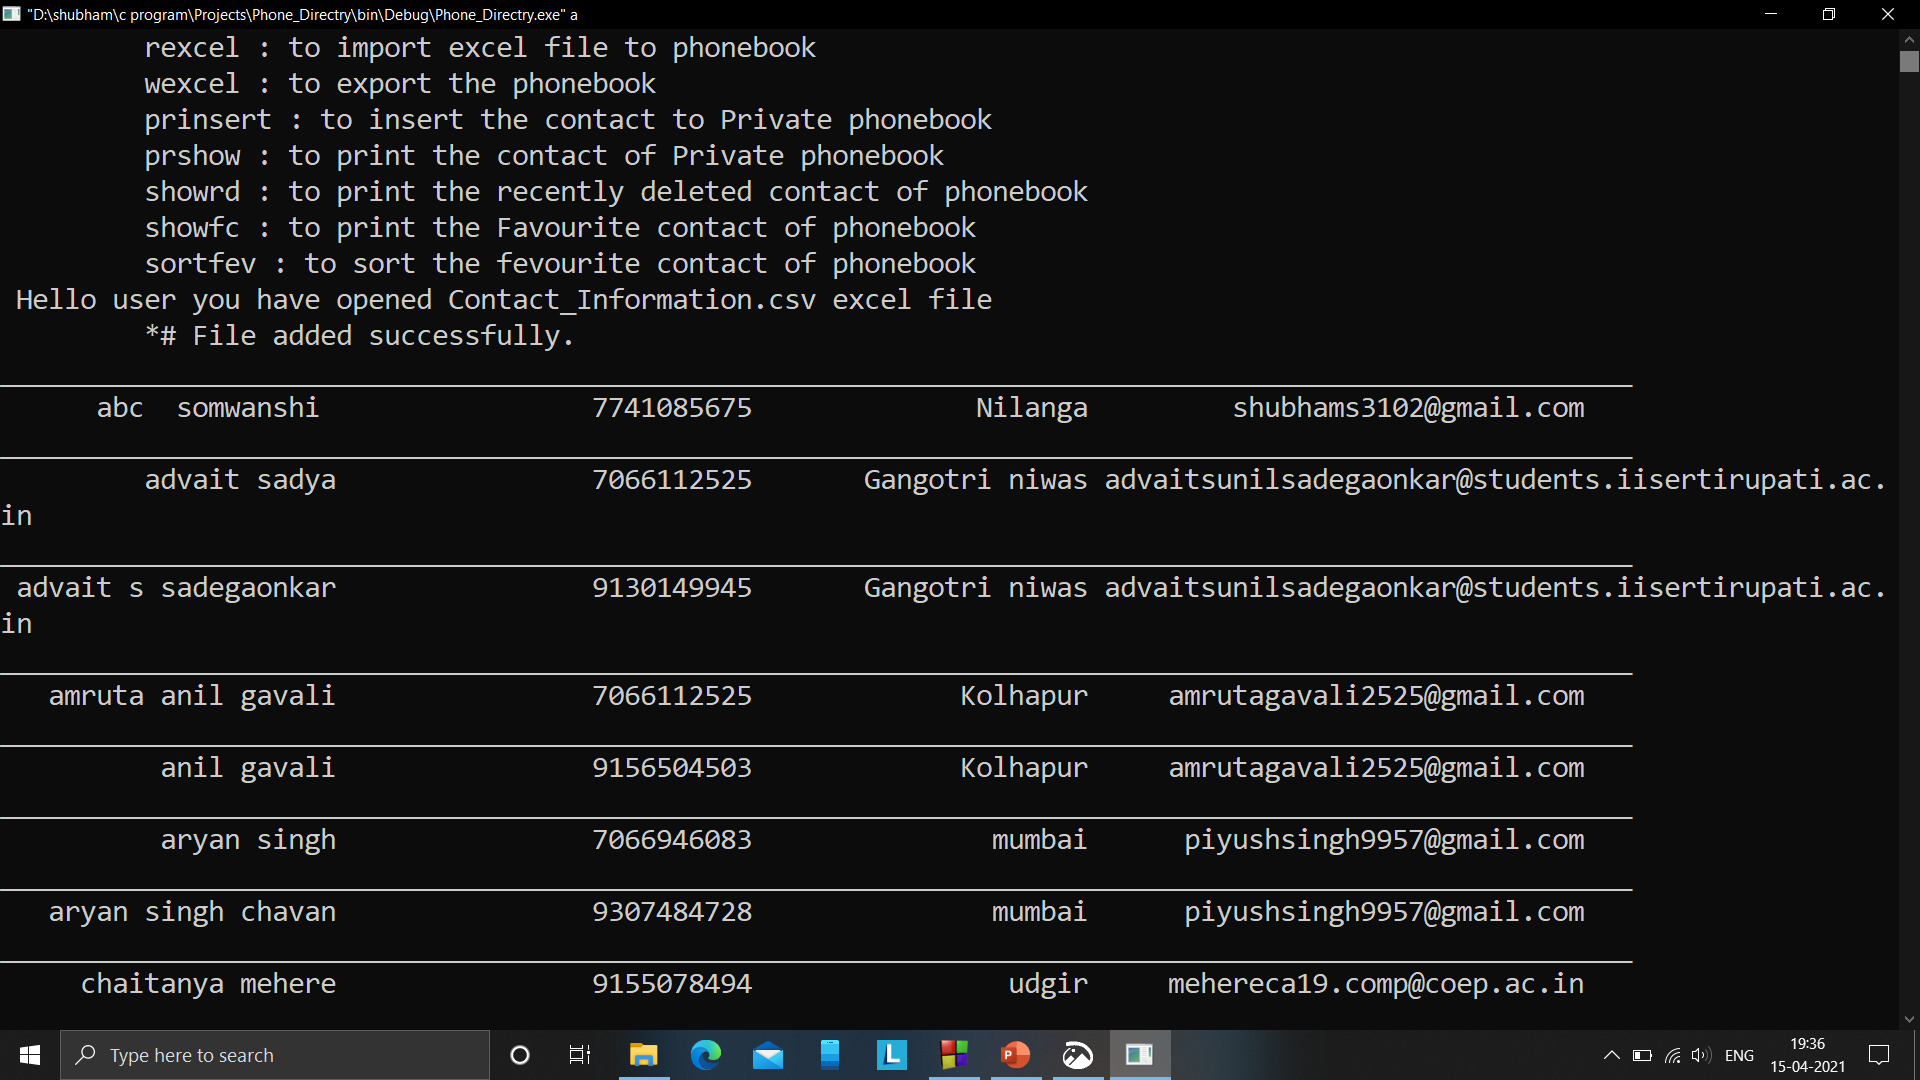 "D:\shubham\c program\Projects\Phone_Directry\bin\Debug\Phone_Directry.exe" a
rexcel : to import excel file to phonebook
wexcel : to export the phonebook
prinsert : to insert the contact to Private phonebook
prshow : to print the contact of Private phonebook
showrd : to print the recently deleted contact of phonebook
showfc : to print the Favourite contact of phonebook
sortfev : to sort the fevourite contact of phonebook
Hello user you have opened Contact_Information.csv excel file
*# File added successfully.
abc  somwanshi 7741085675 Nilanga shubhams3102@gmail.com
advait sadya 7066112525 Gangotri niwas advaitsunilsadegaonkar@students.iisertirupati.ac.
in
advait s sadegaonkar 9130149945 Gangotri niwas advaitsunilsadegaonkar@students.iisertirupati.ac.
in
amruta anil gavali 7066112525 Kolhapur amrutagavali2525@gmail.com
anil gavali 9156504503 Kolhapur amrutagavali2525@gmail.com
aryan singh 7066946083 mumbai piyushsingh9957@gmail.com
aryan singh chavan 9307484728 mumbai piyushsingh9957@gmail.com
chaitanya mehere 9155078494 udgir mehereca19.comp@coep.ac.in
Type here to search
L
P
ENG
19:36
15-04-2021